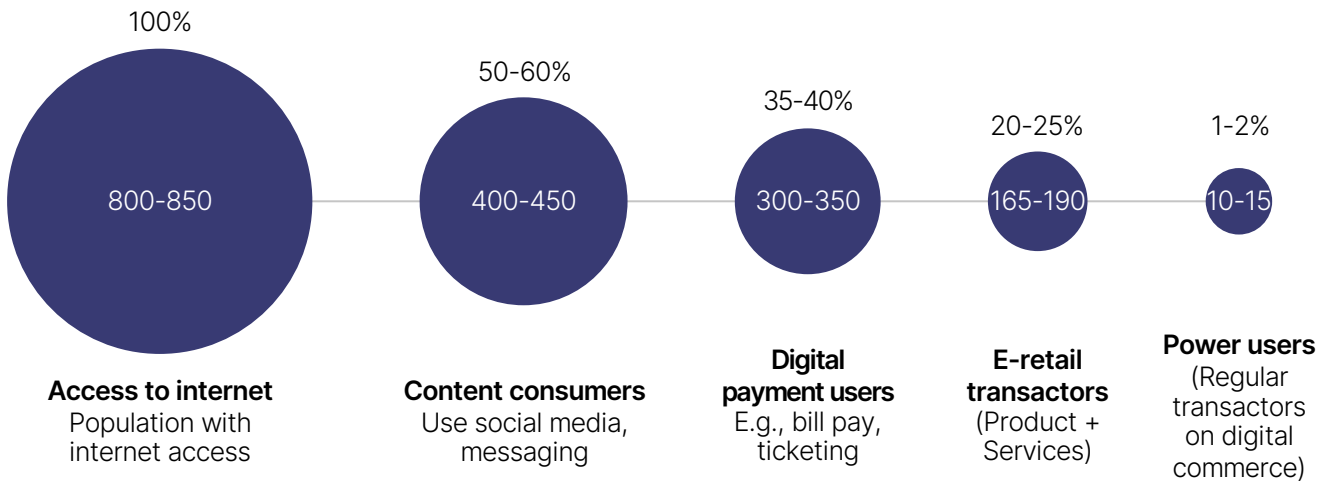 100%
50-60%
35-40%
20-25%
1-2%
800-850
400-450
300-350
165-190
10-15
Access to internet
Population with
internet access
Content consumers
Use social media,
messaging
Digital
payment users
E.g., bill pay,
ticketing
E-retail
transactors
(Product +
Services)
Power users
(Regular
transactors
on digital
commerce)